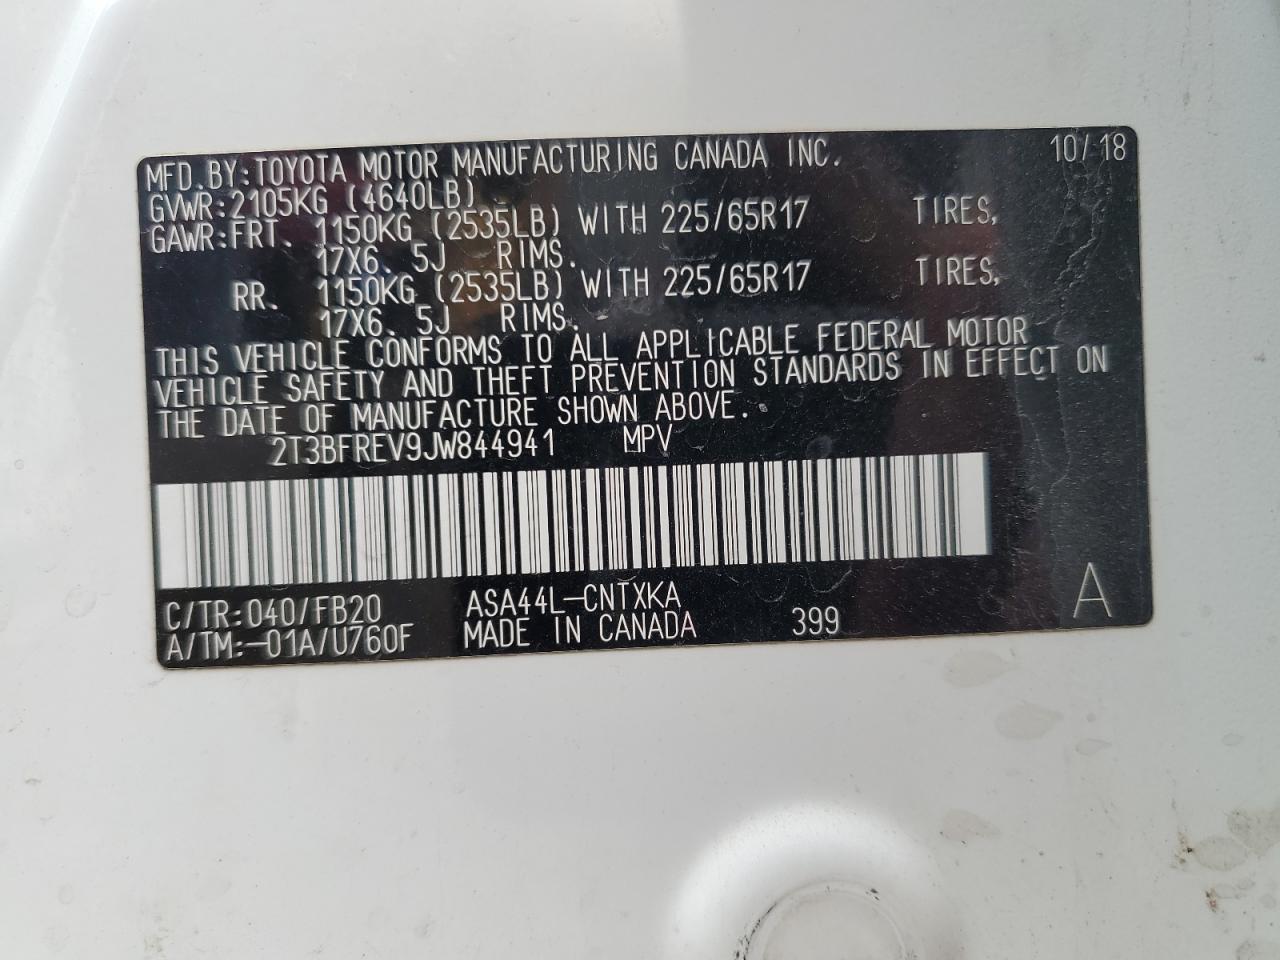 MFD.BY:TOYOTA MOTOR MANUFACTURING CANADA INC. 10/18
GVWR:2105KG (4640LB)
GAWR:FRT. 1150KG (2535LB) WITH 225/65R17 TIRES,
17X6.5J RIMS.
RR. 1150KG (2535LB) WITH 225/65R17 TIRES,
17X6.5J RIMS.
THIS VEHICLE CONFORMS TO ALL APPLICABLE FEDERAL MOTOR
VEHICLE SAFETY AND THEFT PREVENTION STANDARDS IN EFFECT ON
THE DATE OF MANUFACTURE SHOWN ABOVE.
2T3BFREV9JW844941 MPV
C/TR:040/FB20 ASA44L-CNTXKA
A/TM:-01A/U760F MADE IN CANADA 399 A